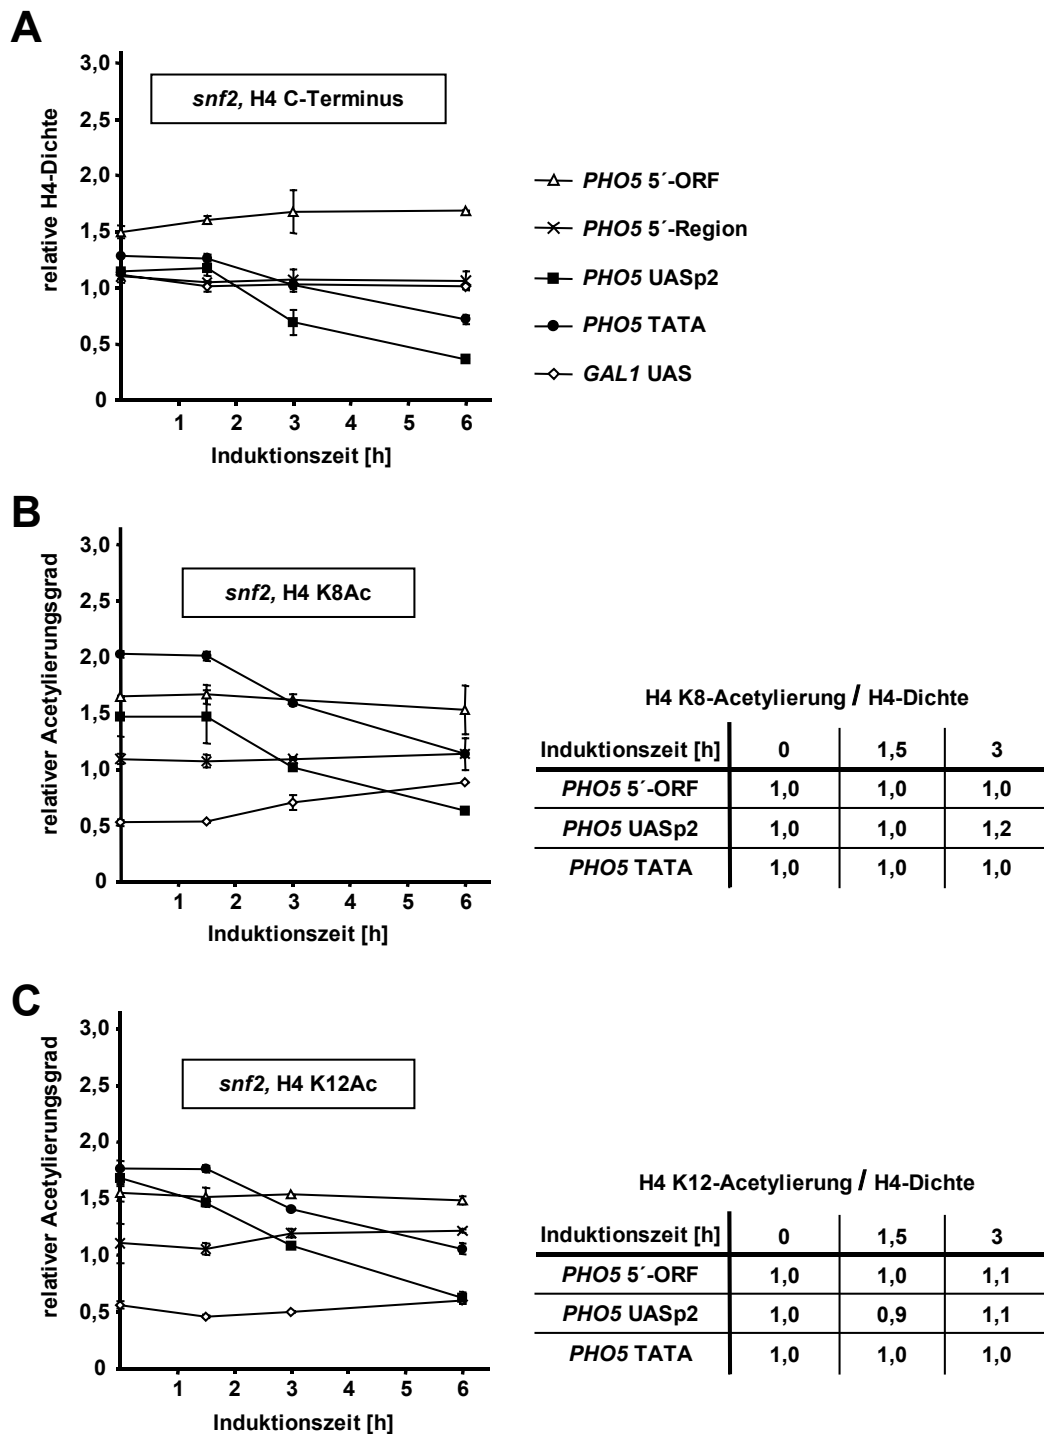 A
3,0
snf2, H4 C-Terminus
2,5
2,0
1,5
1,0
0,5
0
relative H4-Dichte
1 2 3 4 5 6
Induktionszeit [h]
PHO5 5´-ORF
PHO5 5´-Region
PHO5 UASp2
PHO5 TATA
GAL1 UAS
B
3,0
snf2, H4 K8Ac
2,5
2,0
1,5
1,0
0,5
0
relativer Acetylierungsgrad
1 2 3 4 5 6
Induktionszeit [h]
H4 K8-Acetylierung / H4-Dichte
Induktionszeit [h] 0 1,5 3
PHO5 5´-ORF 1,0 1,0 1,0
PHO5 UASp2 1,0 1,0 1,2
PHO5 TATA 1,0 1,0 1,0
C
3,0
snf2, H4 K12Ac
2,5
2,0
1,5
1,0
0,5
0
relativer Acetylierungsgrad
1 2 3 4 5 6
Induktionszeit [h]
H4 K12-Acetylierung / H4-Dichte
Induktionszeit [h] 0 1,5 3
PHO5 5´-ORF 1,0 1,0 1,1
PHO5 UASp2 1,0 0,9 1,1
PHO5 TATA 1,0 1,0 1,0